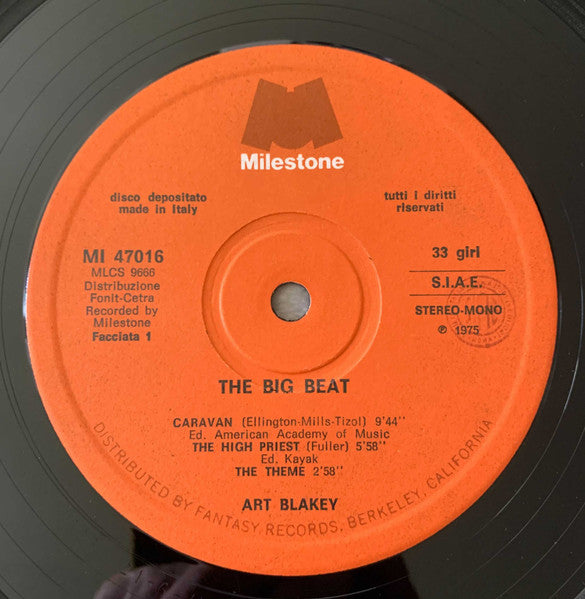 Milestone
disco depositato
made in Italy
tutti i diritti
riservati
MI 47016
MLCS 9666
Distribuzione
Fonit-Cetra
Recorded by
Milestone
Facciata 1
33 giri
S.I.A.E.
STEREO-MONO
℗ 1975
THE BIG BEAT
CARAVAN (Ellington-Mills-Tizol) 9'44''
Ed. American Academy of Music
THE HIGH PRIEST (Fuller) 5'58''
Ed. Kayak
THE THEME 2'58''
ART BLAKEY
DISTRIBUTED BY FANTASY RECORDS, BERKELEY, CALIFORNIA